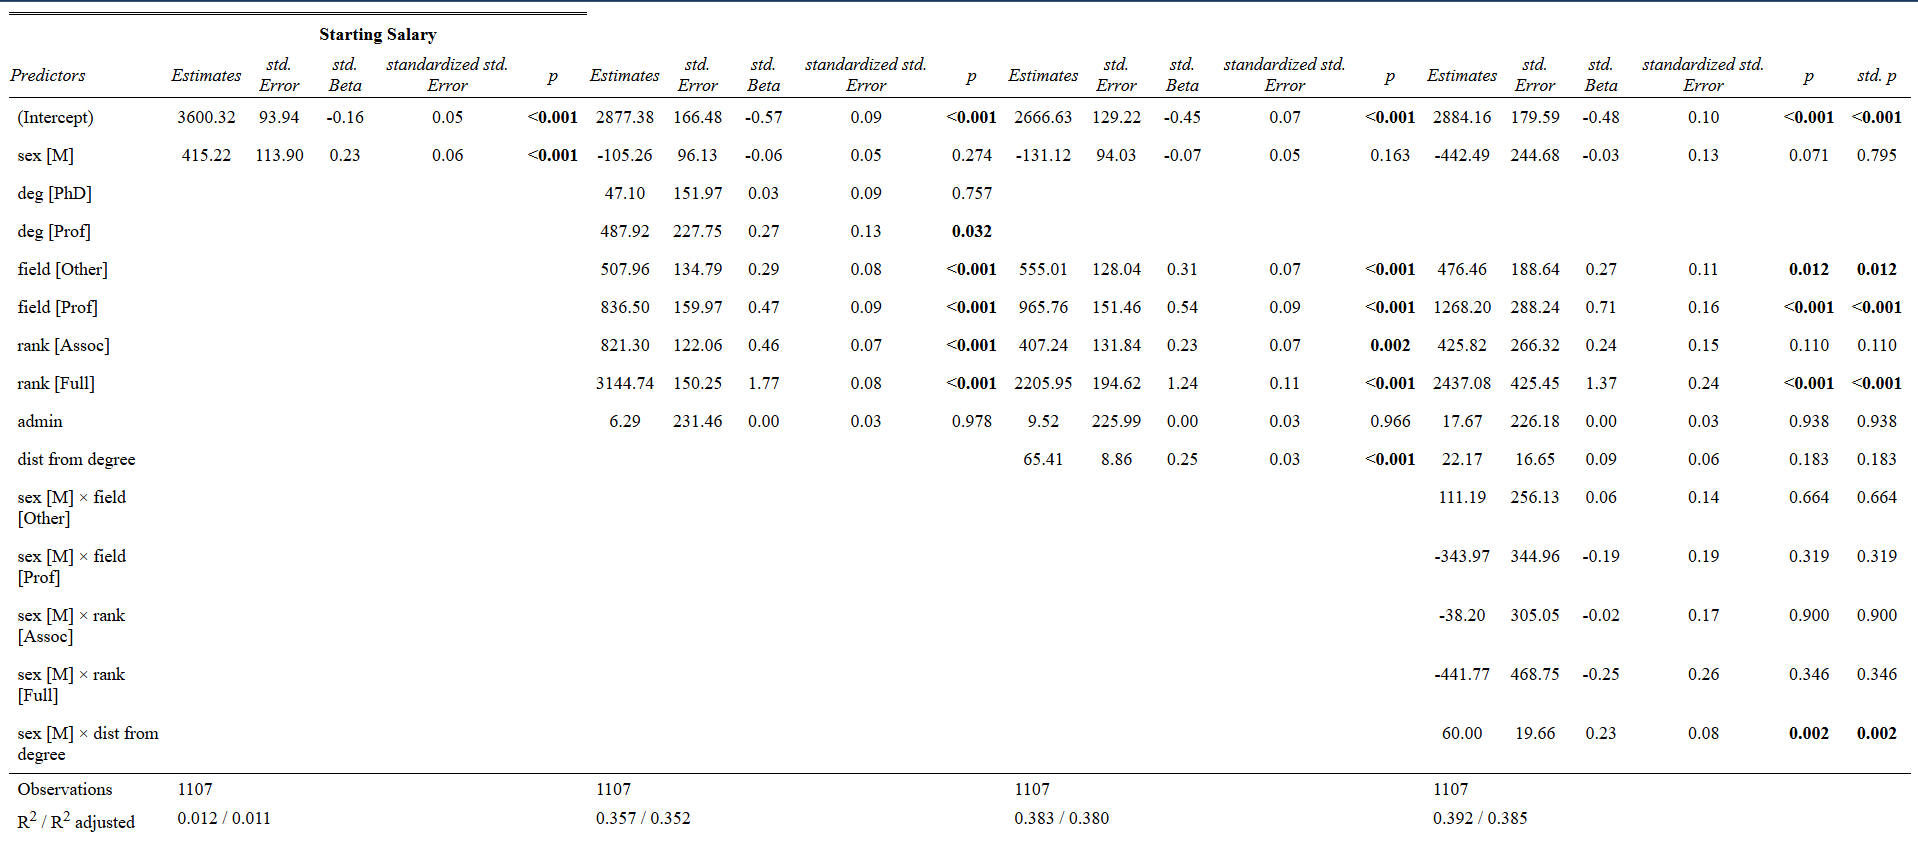 Starting Salary
Predictors Estimates std. Error std. Beta standardized std. Error p Estimates std. Error std. Beta standardized std. Error p Estimates std. Error std. Beta standardized std. Error p Estimates std. Error std. Beta standardized std. Error p std. p
(Intercept) 3600.32 93.94 -0.16 0.05 <0.001 2877.38 166.48 -0.57 0.09 <0.001 2666.63 129.22 -0.45 0.07 <0.001 2884.16 179.59 -0.48 0.10 <0.001 <0.001
sex [M] 415.22 113.90 0.23 0.06 <0.001 -105.26 96.13 -0.06 0.05 0.274 -131.12 94.03 -0.07 0.05 0.163 -442.49 244.68 -0.03 0.13 0.071 0.795
deg [PhD] 47.10 151.97 0.03 0.09 0.757
deg [Prof] 487.92 227.75 0.27 0.13 0.032
field [Other] 507.96 134.79 0.29 0.08 <0.001 555.01 128.04 0.31 0.07 <0.001 476.46 188.64 0.27 0.11 0.012 0.012
field [Prof] 836.50 159.97 0.47 0.09 <0.001 965.76 151.46 0.54 0.09 <0.001 1268.20 288.24 0.71 0.16 <0.001 <0.001
rank [Assoc] 821.30 122.06 0.46 0.07 <0.001 407.24 131.84 0.23 0.07 0.002 425.82 266.32 0.24 0.15 0.110 0.110
rank [Full] 3144.74 150.25 1.77 0.08 <0.001 2205.95 194.62 1.24 0.11 <0.001 2437.08 425.45 1.37 0.24 <0.001 <0.001
admin 6.29 231.46 0.00 0.03 0.978 9.52 225.99 0.00 0.03 0.966 17.67 226.18 0.00 0.03 0.938 0.938
dist from degree 65.41 8.86 0.25 0.03 <0.001 22.17 16.65 0.09 0.06 0.183 0.183
sex [M] × field
[Other] 111.19 256.13 0.06 0.14 0.664 0.664
sex [M] × field
[Prof] -343.97 344.96 -0.19 0.19 0.319 0.319
sex [M] × rank
[Assoc] -38.20 305.05 -0.02 0.17 0.900 0.900
sex [M] × rank
[Full] -441.77 468.75 -0.25 0.26 0.346 0.346
sex [M] × dist from
degree 60.00 19.66 0.23 0.08 0.002 0.002
Observations 1107 1107 1107 1107
R2 / R2 adjusted 0.012 / 0.011 0.357 / 0.352 0.383 / 0.380 0.392 / 0.385